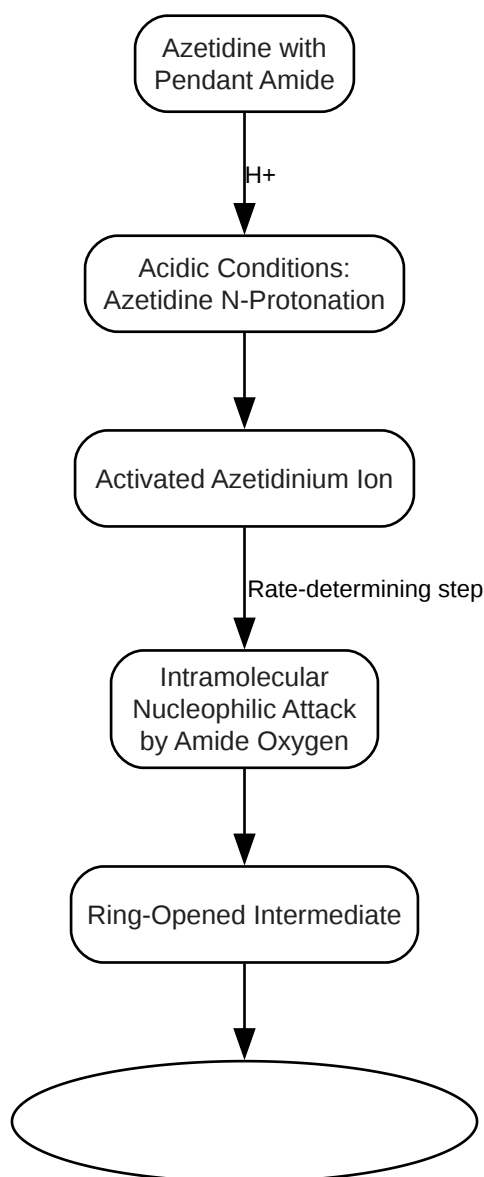 Azetidine with
Pendant Amide
H+
Acidic Conditions:
Azetidine N-Protonation
Activated Azetidinium Ion
Rate-determining step
Intramolecular
Nucleophilic Attack
by Amide Oxygen
Ring-Opened Intermediate